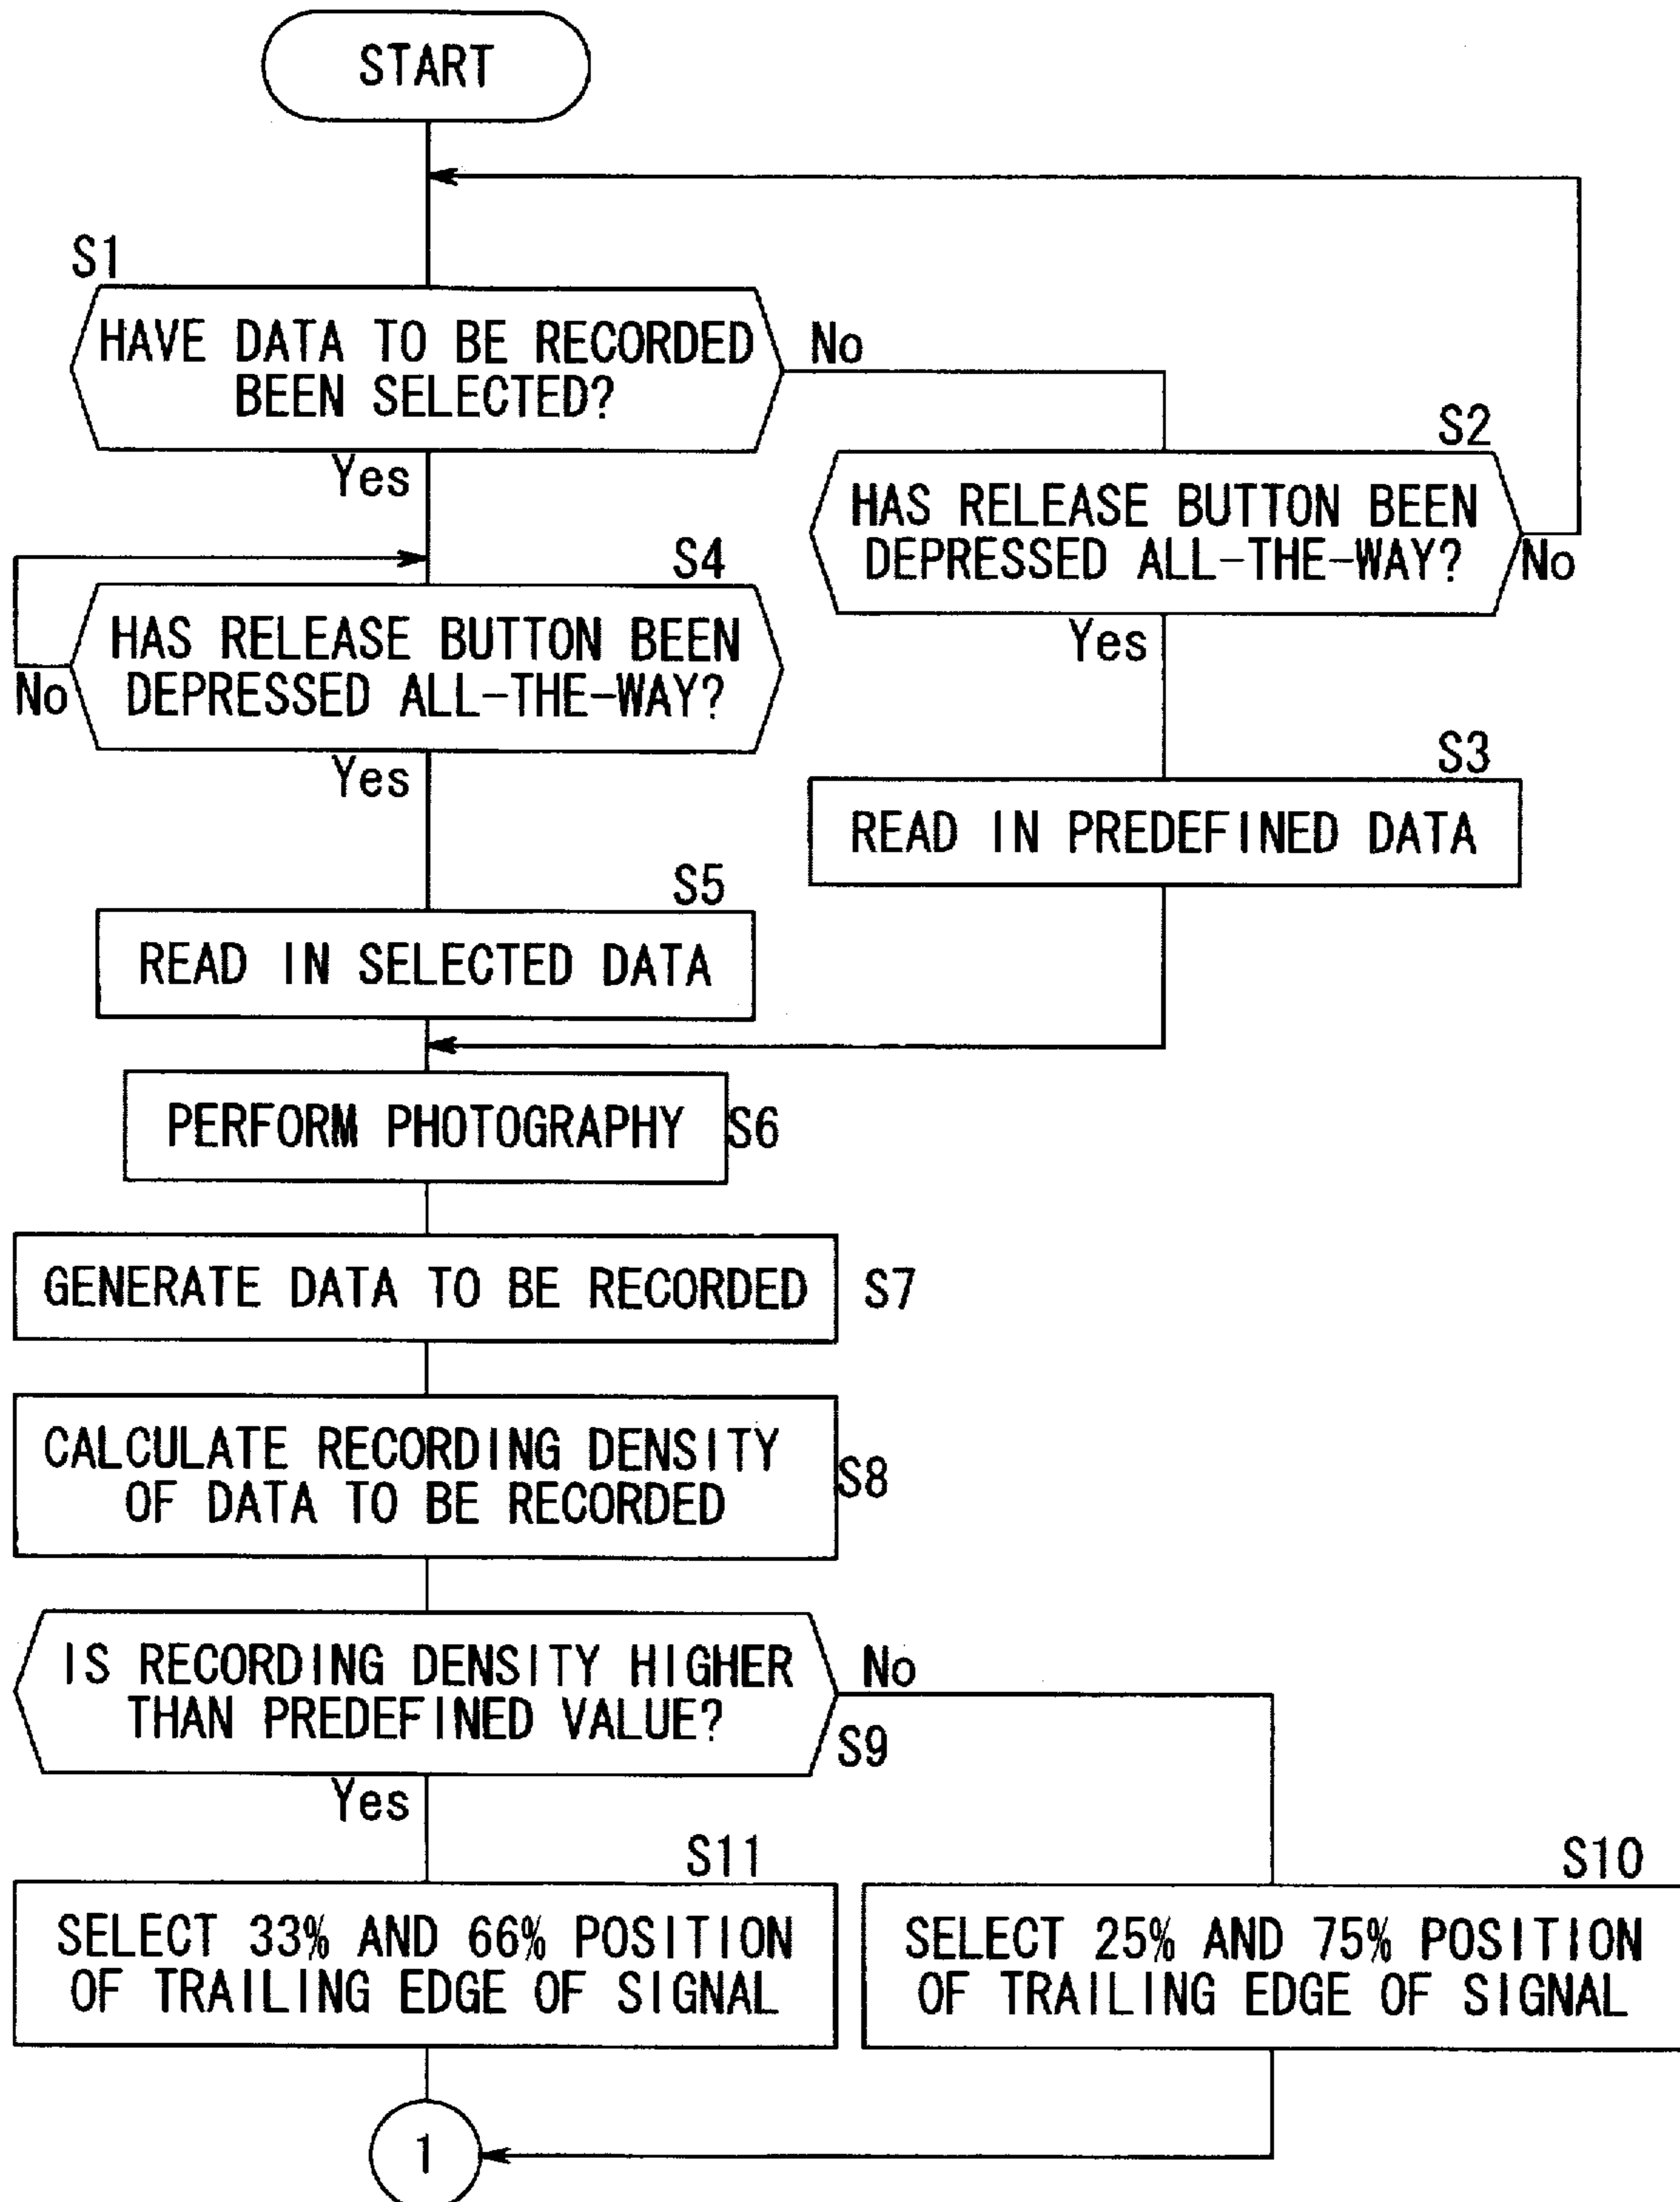 START
S1
HAVE DATA TO BE RECORDED
BEEN SELECTED?
No
Yes
S2
HAS RELEASE BUTTON BEEN
DEPRESSED ALL-THE-WAY?
No
Yes
S4
HAS RELEASE BUTTON BEEN
DEPRESSED ALL-THE-WAY?
No
Yes
S3
READ IN PREDEFINED DATA
S5
READ IN SELECTED DATA
PERFORM PHOTOGRAPHY
S6
GENERATE DATA TO BE RECORDED
S7
CALCULATE RECORDING DENSITY
OF DATA TO BE RECORDED
S8
IS RECORDING DENSITY HIGHER
THAN PREDEFINED VALUE?
No
S9
Yes
S11
SELECT 33% AND 66% POSITION
OF TRAILING EDGE OF SIGNAL
S10
SELECT 25% AND 75% POSITION
OF TRAILING EDGE OF SIGNAL
1